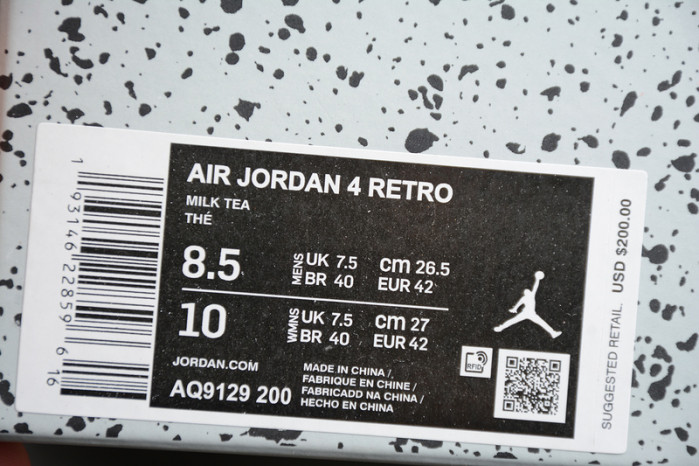 AIR JORDAN 4 RETRO
MILK TEA
THÉ
8.5 MENS UK 7.5 cm 26.5
BR 40 EUR 42
10 WMNS UK 7.5 cm 27
BR 40 EUR 42
JORDAN.COM
AQ9129 200
MADE IN CHINA /
FABRIQUE EN CHINE /
FABRICADO NA CHINA /
HECHO EN CHINA
RFID
SUGGESTED RETAIL. USD $200.00
1 93146 22859 6 16